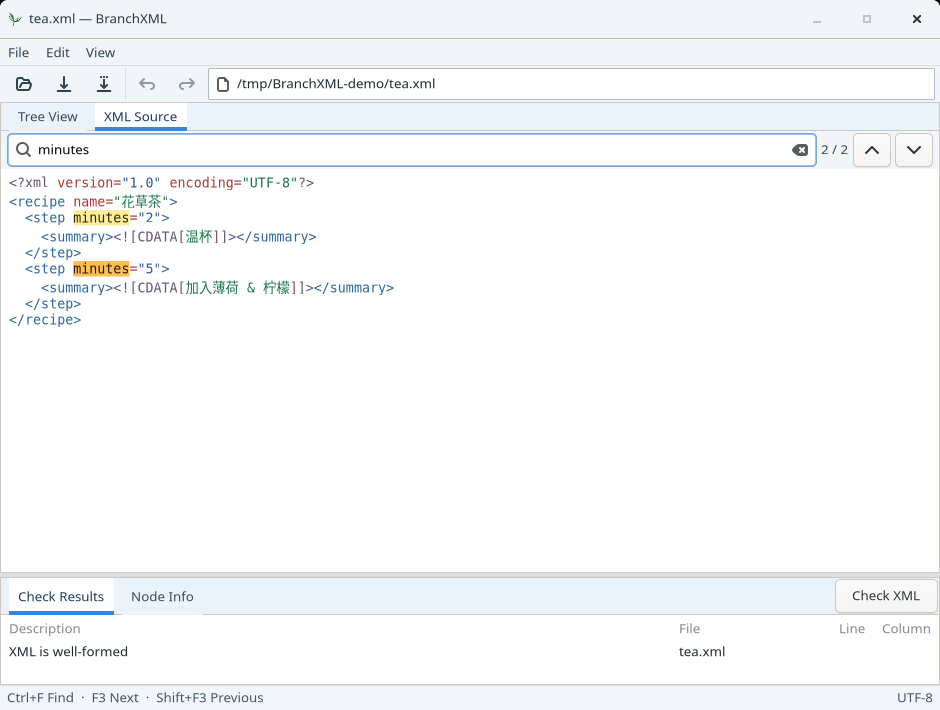 tea.xml — BranchXML
File Edit View
/tmp/BranchXML-demo/tea.xml
Tree View XML Source
minutes 2 / 2
<?xml version="1.0" encoding="UTF-8"?>
<recipe name="花草茶">
  <step minutes="2">
    <summary><![CDATA[温杯]]></summary>
  </step>
  <step minutes="5">
    <summary><![CDATA[加入薄荷 & 柠檬]]></summary>
  </step>
</recipe>
Check Results Node Info Check XML
Description File Line Column
XML is well-formed tea.xml
Ctrl+F Find · F3 Next · Shift+F3 Previous UTF-8